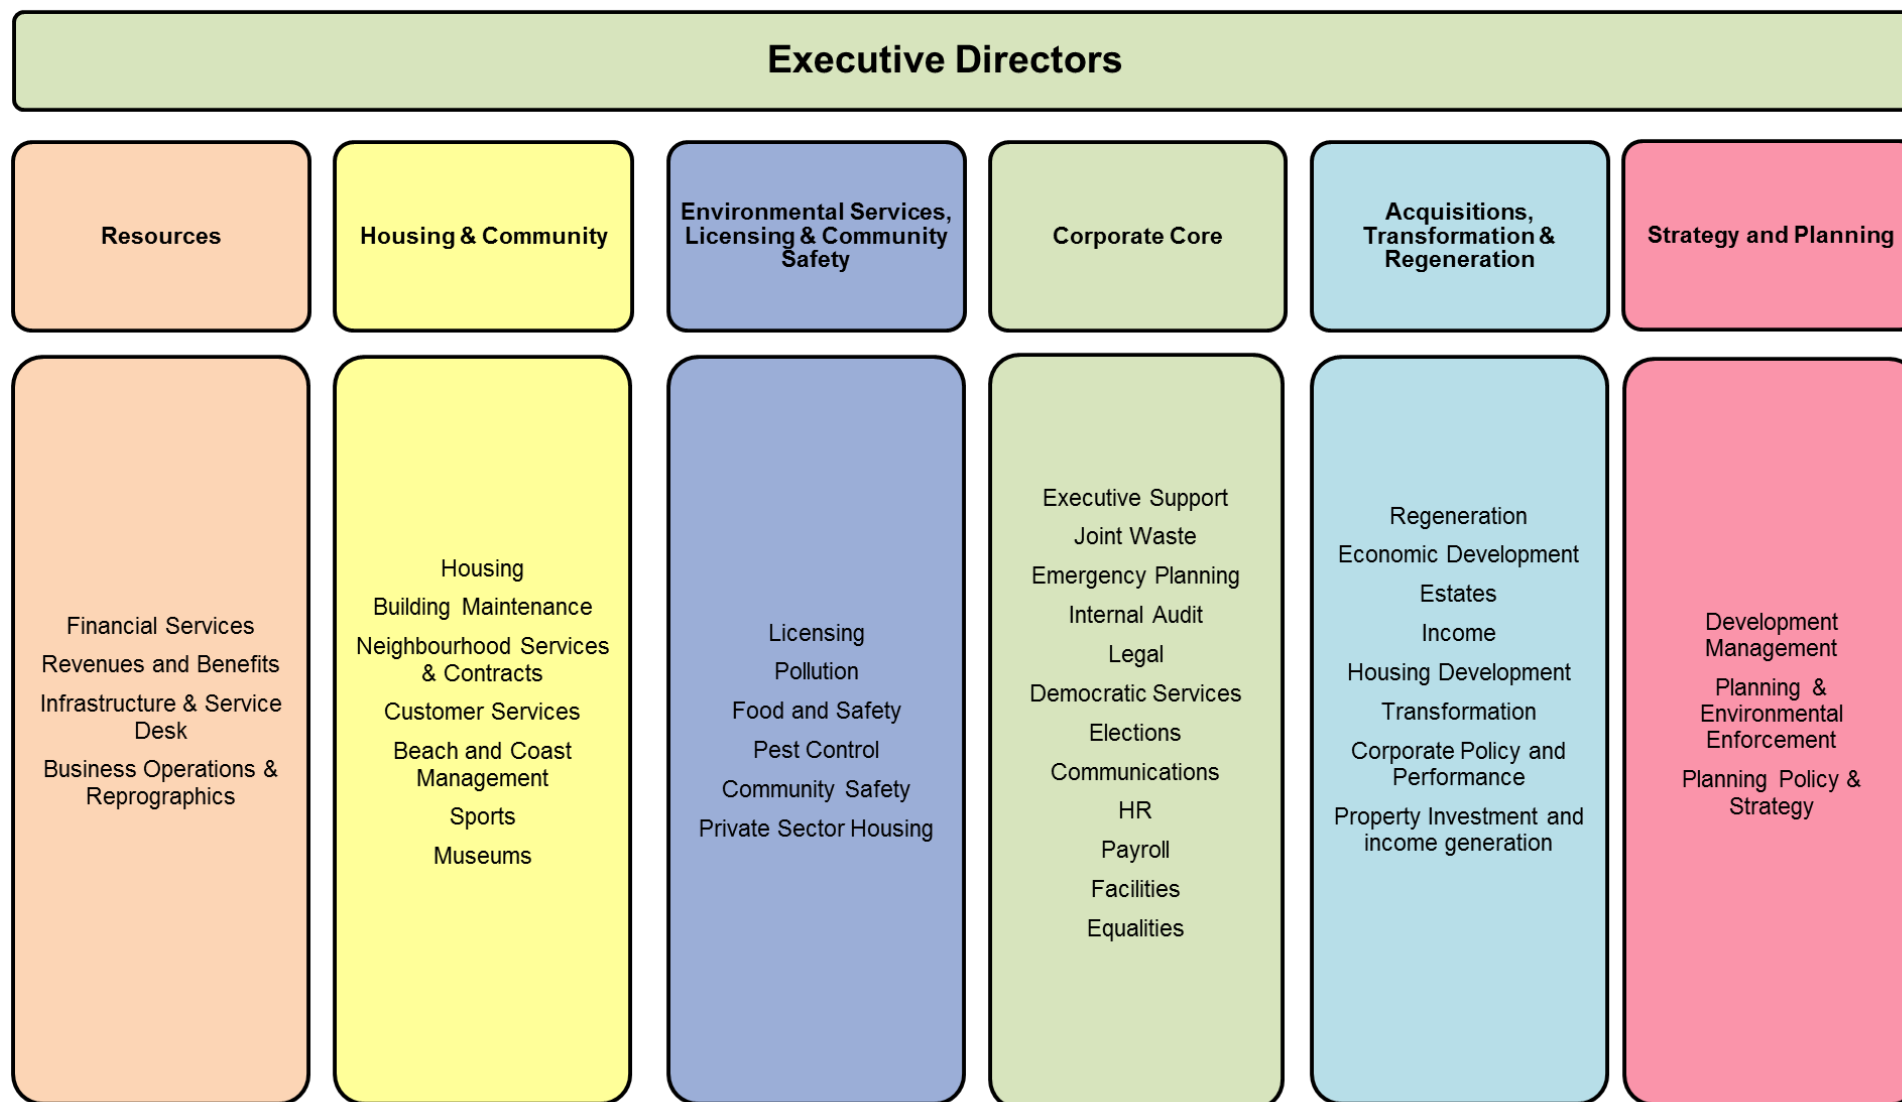 Executive Directors
Resources
Housing & Community
Environmental Services,
Licensing & Community
Safety
Corporate Core
Acquisitions,
Transformation &
Regeneration
Strategy and Planning
Financial Services
Revenues and Benefits
Infrastructure & Service
Desk
Business Operations &
Reprographics
Housing
Building Maintenance
Neighbourhood Services
& Contracts
Customer Services
Beach and Coast
Management
Sports
Museums
Licensing
Pollution
Food and Safety
Pest Control
Community Safety
Private Sector Housing
Executive Support
Joint Waste
Emergency Planning
Internal Audit
Legal
Democratic Services
Elections
Communications
HR
Payroll
Facilities
Equalities
Regeneration
Economic Development
Estates
Income
Housing Development
Transformation
Corporate Policy and
Performance
Property Investment and
income generation
Development
Management
Planning &
Environmental
Enforcement
Planning Policy &
Strategy